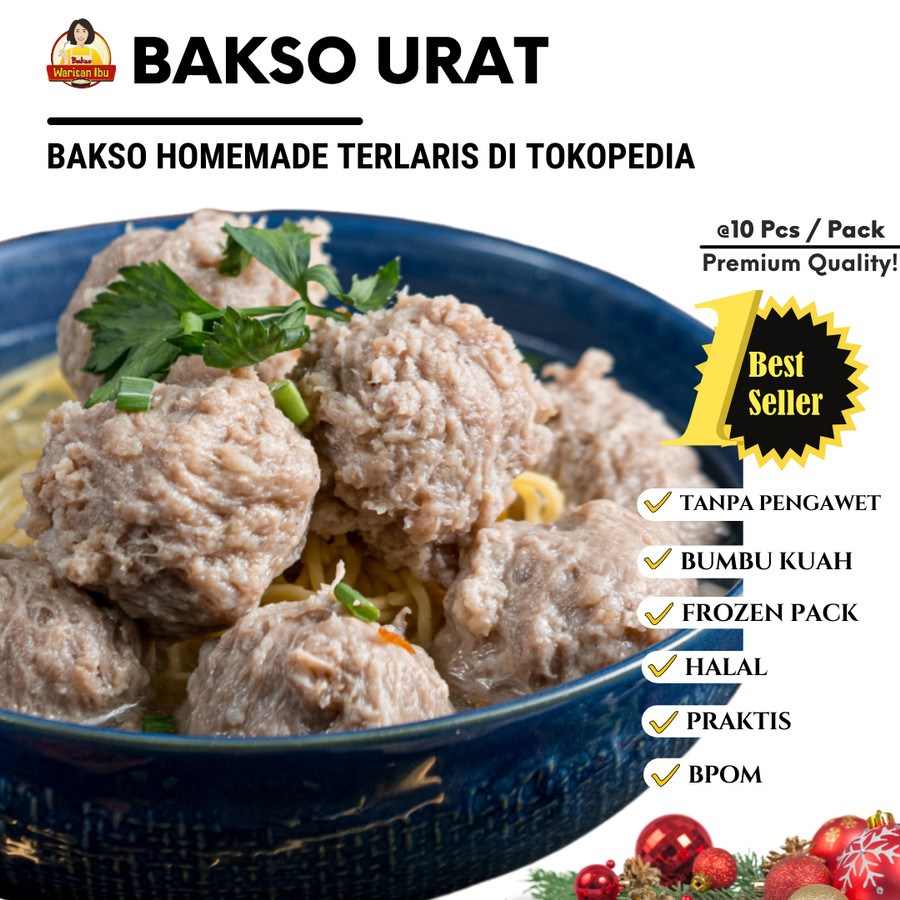 Bakso
Warisan Ibu
BAKSO URAT
BAKSO HOMEMADE TERLARIS DI TOKOPEDIA
@10 Pcs / Pack
Premium Quality!
1
Best
Seller
TANPA PENGAWET
BUMBU KUAH
FROZEN PACK
HALAL
PRAKTIS
BPOM